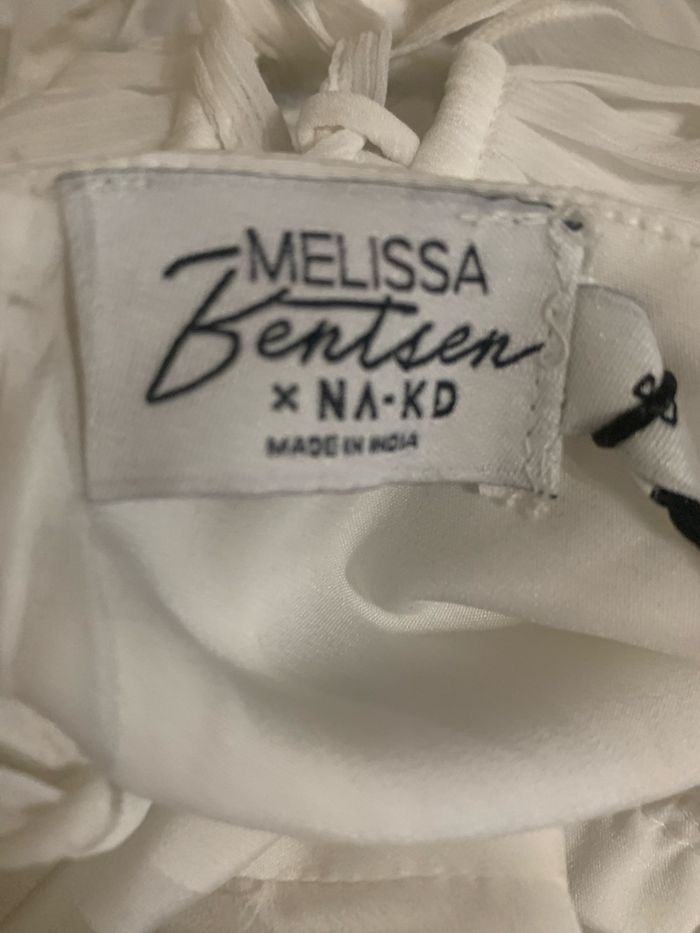 MELISSA
Bentsen
× NA-KD
MADE IN INDIA